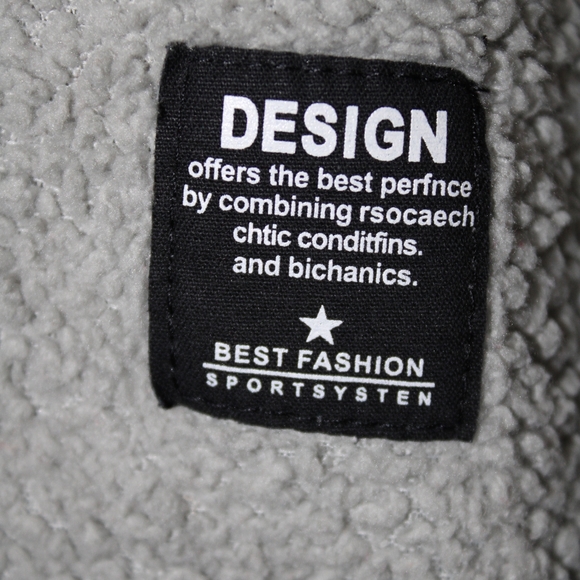 DESIGN
offers the best perfnce
by combining rsocaech
chtic conditfins.
and bichanics.
BEST FASHION
SPORTSYSTEN